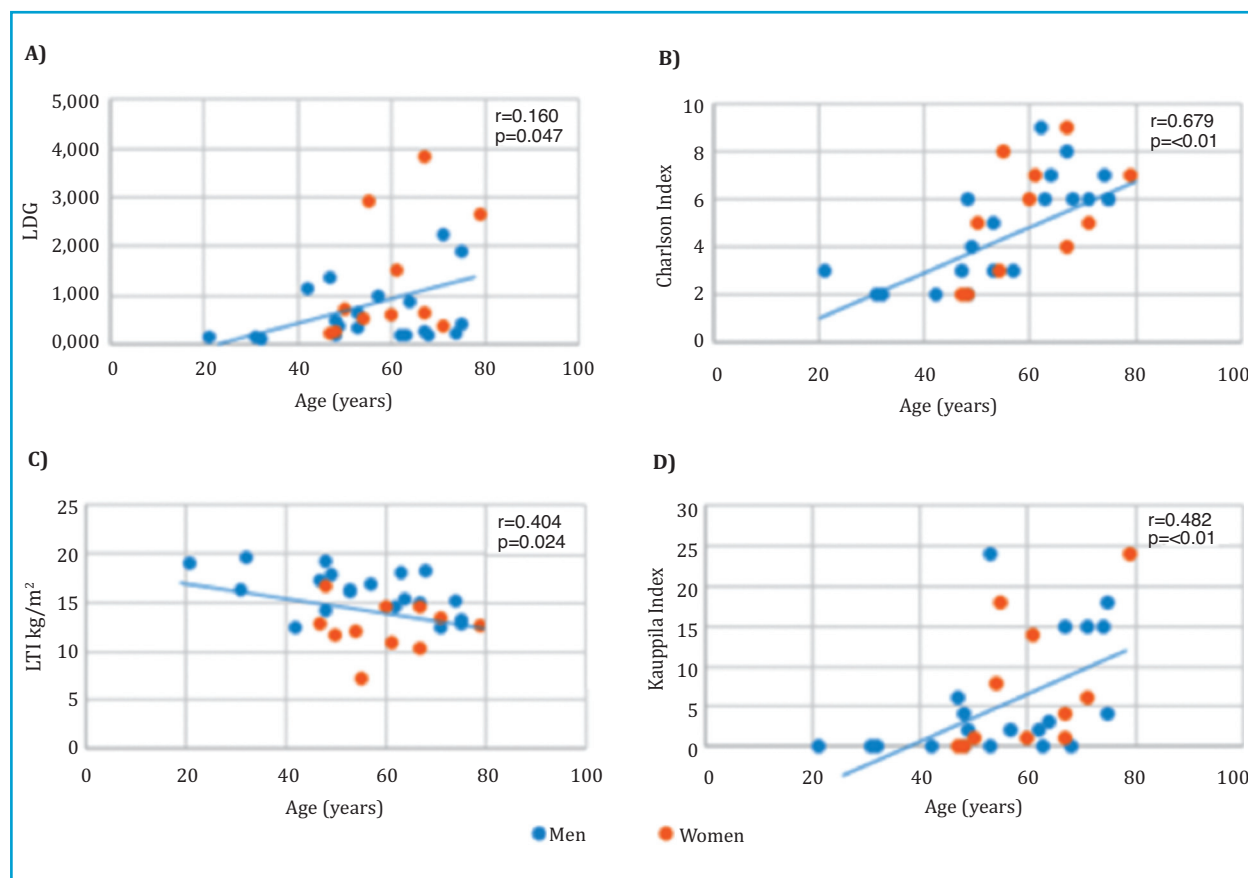 A)
LDG
5,000
4,000
3,000
2,000
1,000
0,000
0 20 40 60 80 100
Age (years)
r=0.160
p=0.047
B)
Charlson Index
10
8
6
4
2
0
0 20 40 60 80 100
Age (years)
r=0.679
p=<0.01
C)
LTI kg/m²
25
20
15
10
5
0
0 20 40 60 80 100
Age (years)
r=0.404
p=0.024
D)
Kauppila Index
30
25
20
15
10
5
0
0 20 40 60 80 100
Age (years)
r=0.482
p=<0.01
Men Women